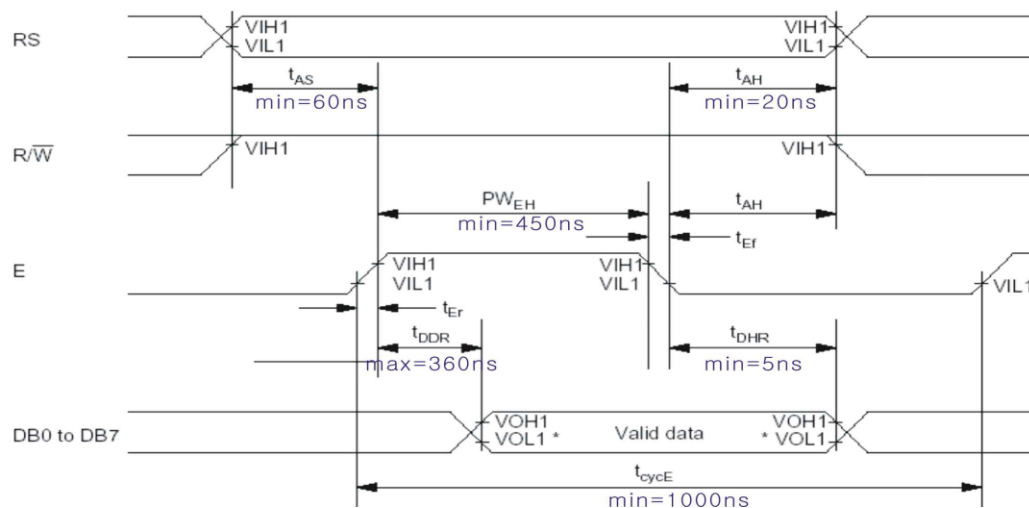 RS
VIH1
VIL1
VIH1
VIL1
tAS
min=60ns
tAH
min=20ns
R/W̅
VIH1
VIH1
PWEH
min=450ns
tAH
tEf
E
VIH1
VIL1
VIH1
VIL1
VIL1
tEr
tDDR
max=360ns
tDHR
min=5ns
DB0 to DB7
VOH1
VOL1 *
Valid data
VOH1
* VOL1
tcycE
min=1000ns